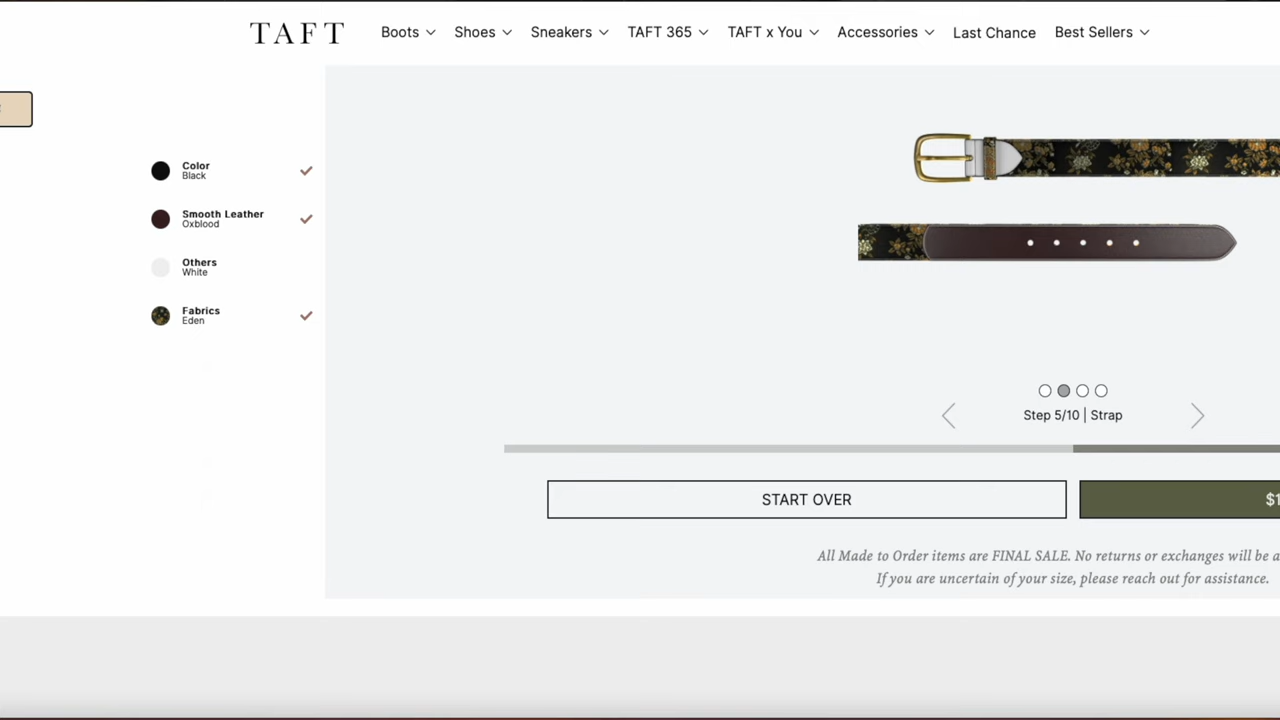 TAFT
Boots
Shoes
Sneakers
TAFT 365
TAFT x You
Accessories
Last Chance
Best Sellers
Color
Black
Smooth Leather
Oxblood
Others
White
Fabrics
Eden
Step 5/10 | Strap
START OVER
$1
All Made to Order items are FINAL SALE. No returns or exchanges will be a
If you are uncertain of your size, please reach out for assistance.